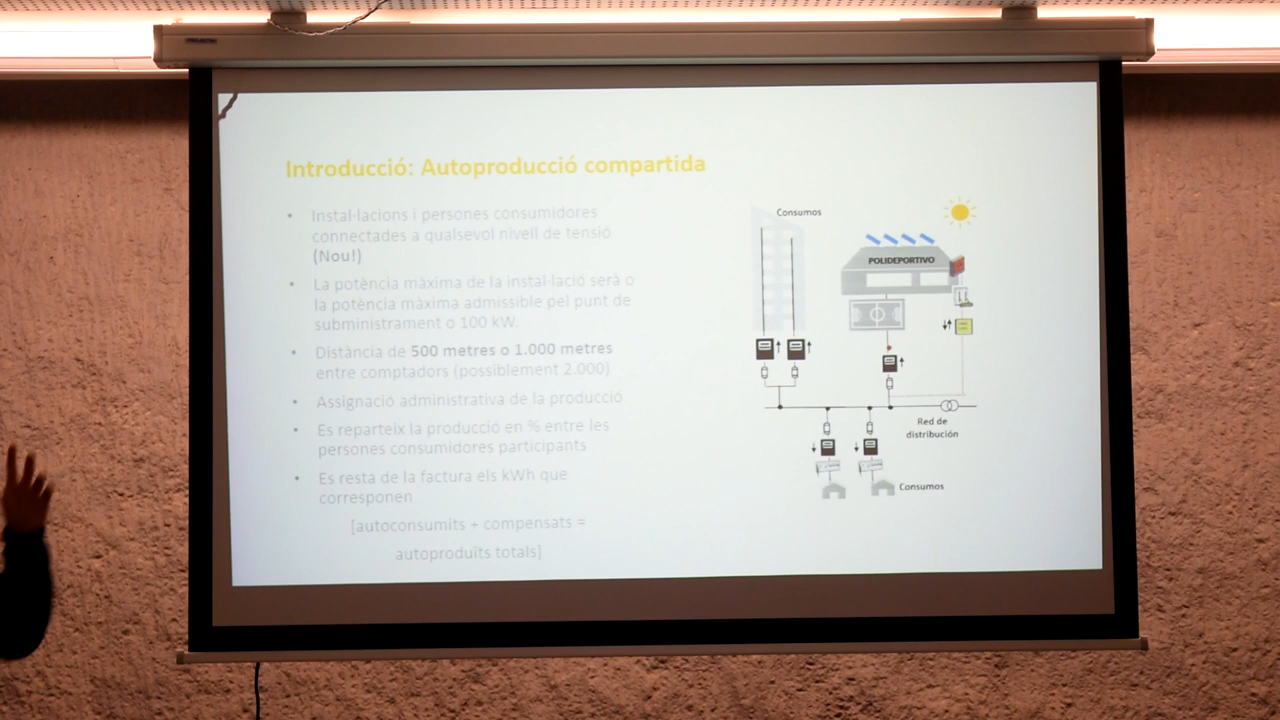 Introducció: Autoproducció compartida
• Instal·lacions i persones consumidores
connectades a qualsevol nivell de tensió
(Nou!)
• La potència màxima de la instal·lació serà o
la potència màxima admissible pel punt de
subministrament o 100 kW.
• Distància de 500 metres o 1.000 metres
entre comptadors (possiblement 2.000)
• Assignació administrativa de la producció
• Es reparteix la producció en % entre les
persones consumidores participants
• Es resta de la factura els kWh que
corresponen
[autoconsumits + compensats =
autoproduïts totals]
Consumos
POLIDEPORTIVO
Red de
distribución
Consumos